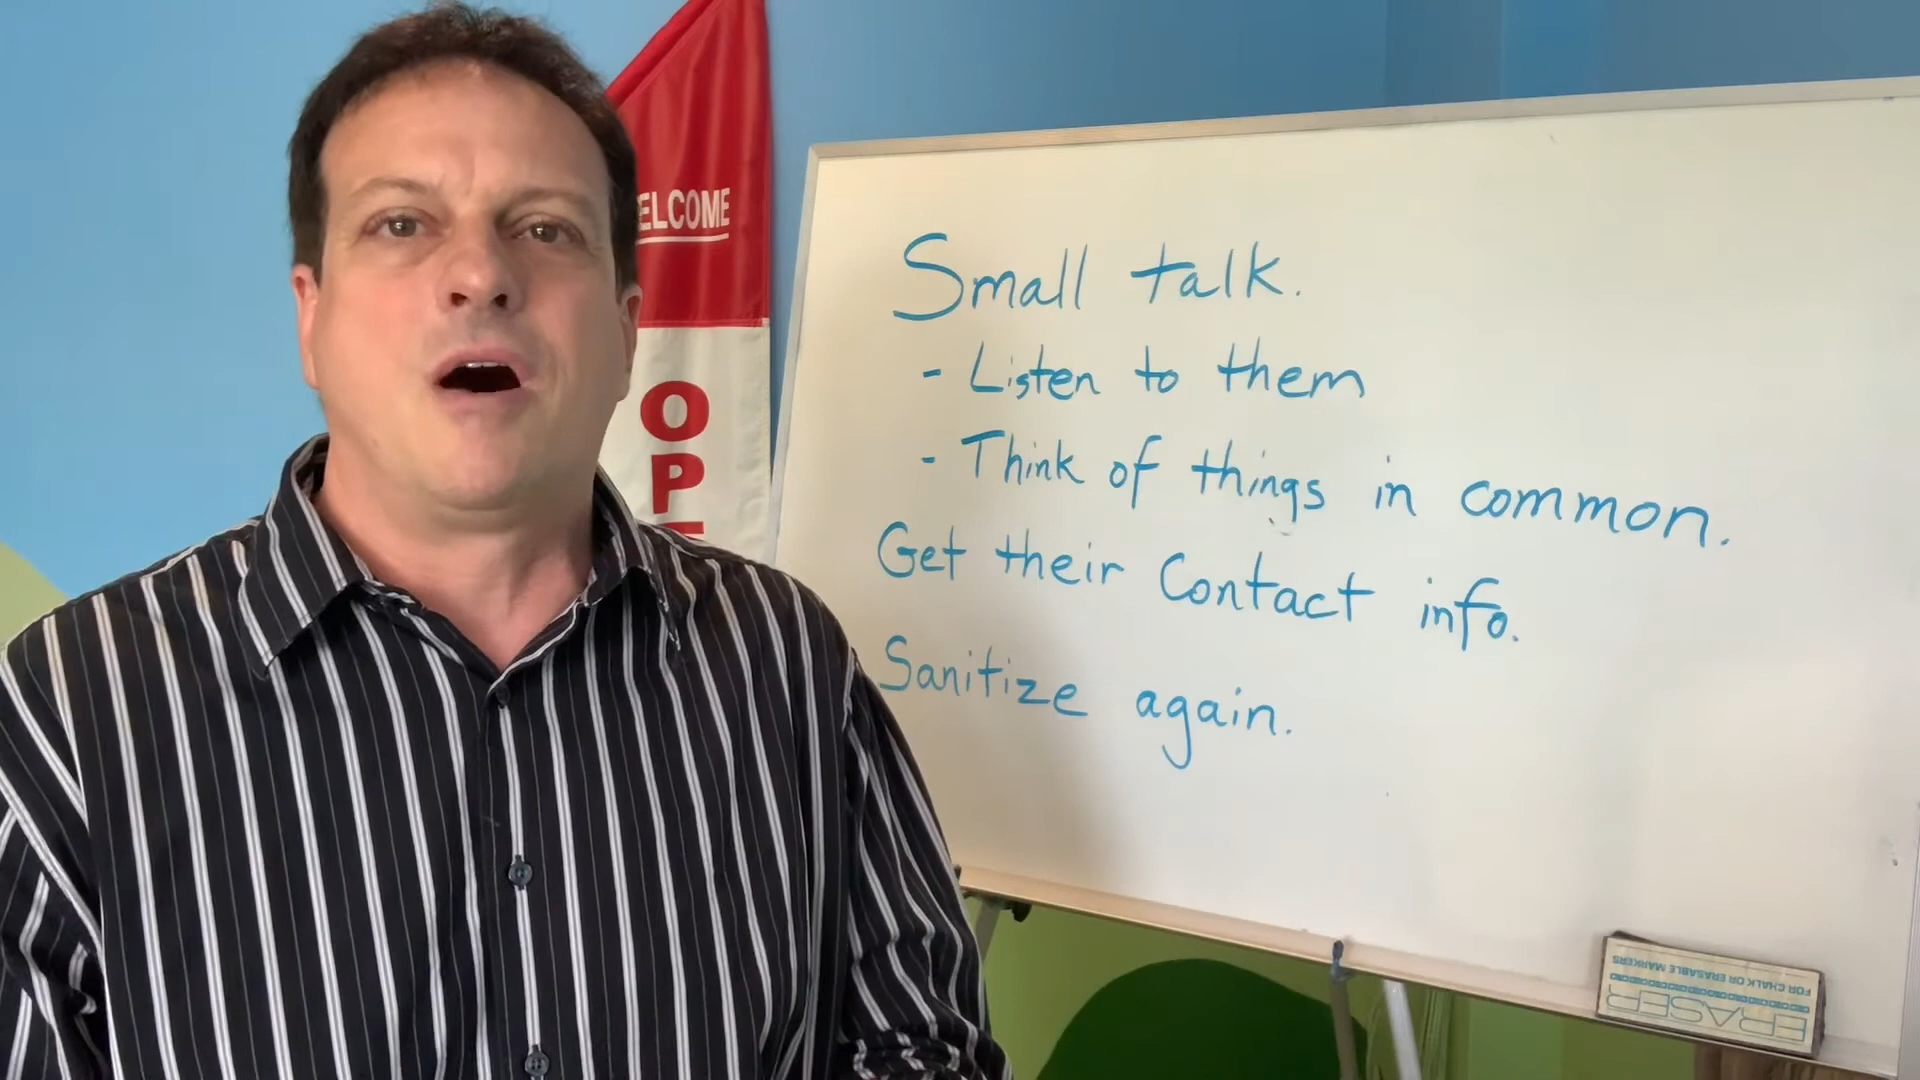 ELCOME
O
P
Small talk.
- Listen to them
- Think of things in common.
Get their Contact info.
Sanitize again.
ERASER
FOR CHALK OR ERASABLE MARKERS